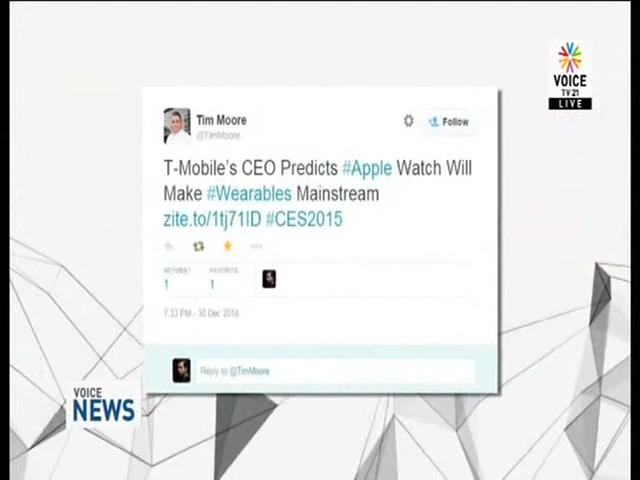 VOICE
TV 21
LIVE
Tim Moore
@TimMoore
Follow
T-Mobile's CEO Predicts #Apple Watch Will
Make #Wearables Mainstream
zite.to/1tj71ID #CES2015
RETWEET
FAVORITE
1
1
7:33 PM - 30 Dec 2014
Reply to @TimMoore
VOICE
NEWS